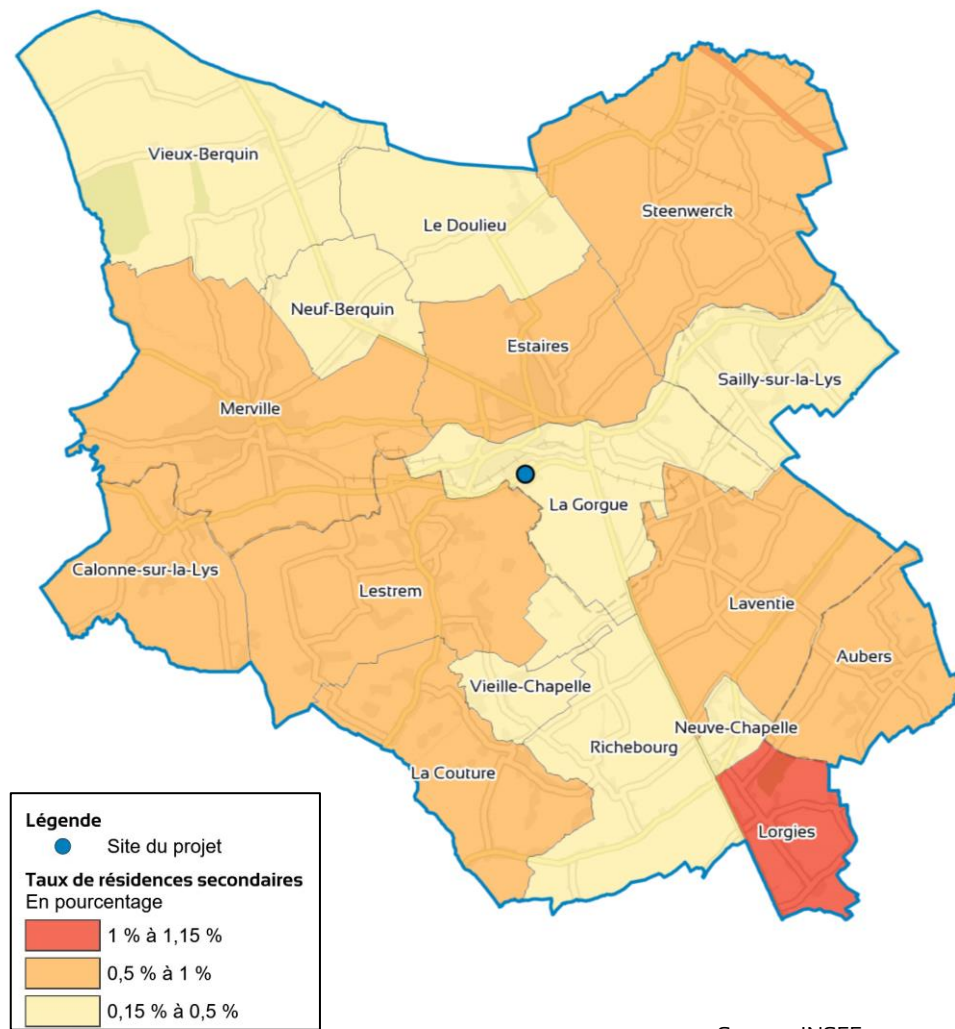 Vieux-Berquin
Steenwerck
Le Doulieu
Neuf-Berquin
Estaires
Sailly-sur-la-Lys
Merville
La Gorgue
Calonne-sur-la-Lys
Lestrem
Laventie
Aubers
Vieille-Chapelle
Neuve-Chapelle
Richebourg
La Couture
Lorgies
Légende
Site du projet
Taux de résidences secondaires
En pourcentage
1 % à 1,15 %
0,5 % à 1 %
0,15 % à 0,5 %